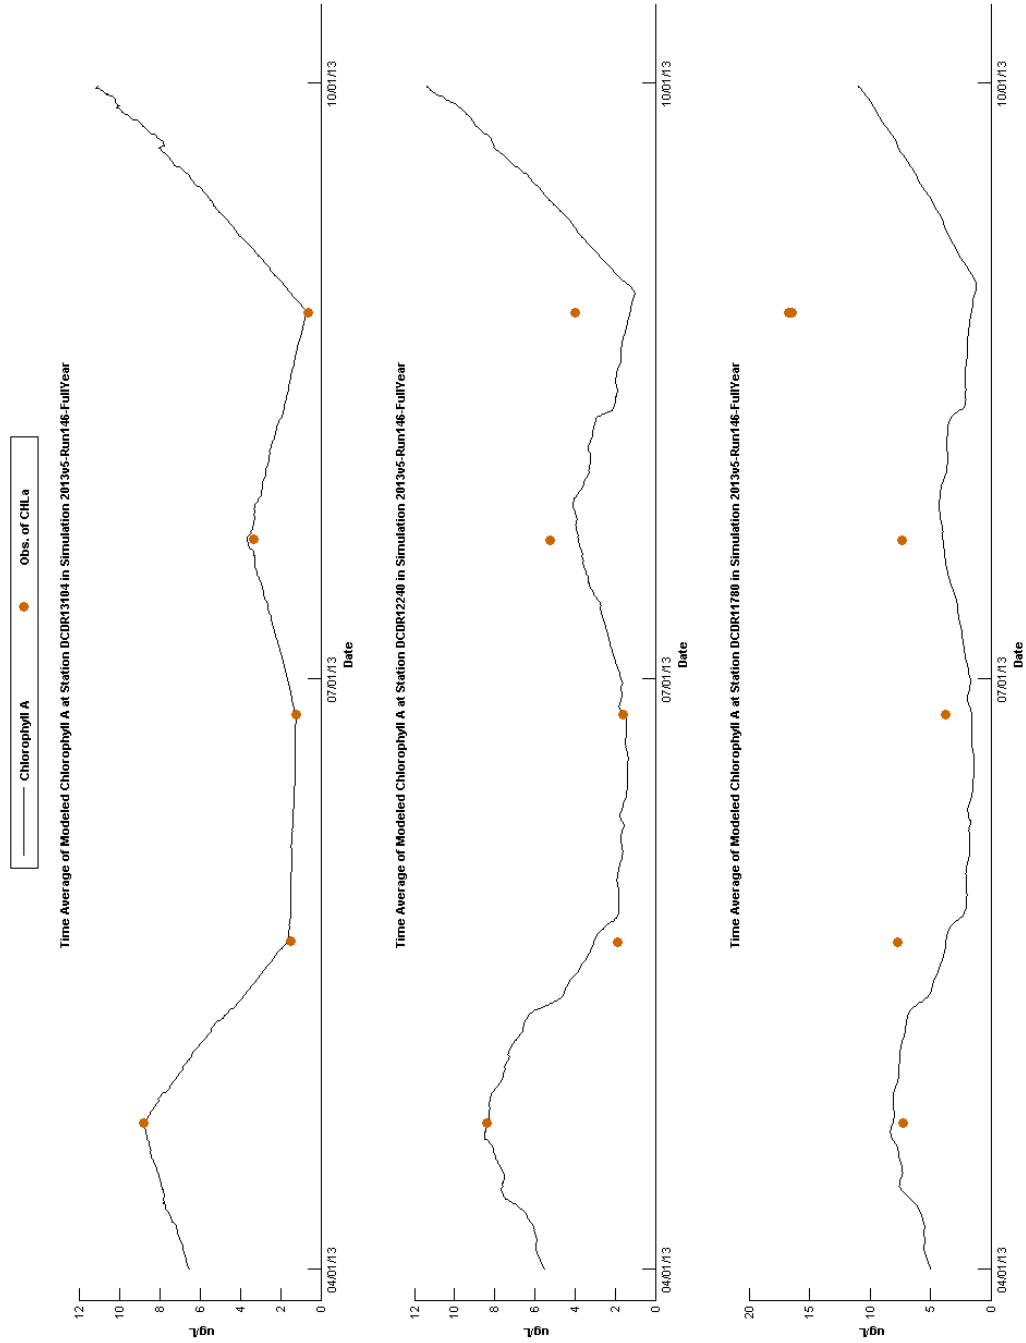 Chlorophyll A
Obs. of CHLa
Time Average of Modeled Chlorophyll A at Station DCDR13104 in Simulation 2013v5-Run146-FullYear
12
10
8
6
4
2
0
ug/L
04/01/13
07/01/13
10/01/13
Date
Time Average of Modeled Chlorophyll A at Station DCDR12240 in Simulation 2013v5-Run146-FullYear
12
10
8
6
4
2
0
ug/L
04/01/13
07/01/13
10/01/13
Date
Time Average of Modeled Chlorophyll A at Station DCDR11780 in Simulation 2013v5-Run146-FullYear
20
15
10
5
0
ug/L
04/01/13
07/01/13
10/01/13
Date